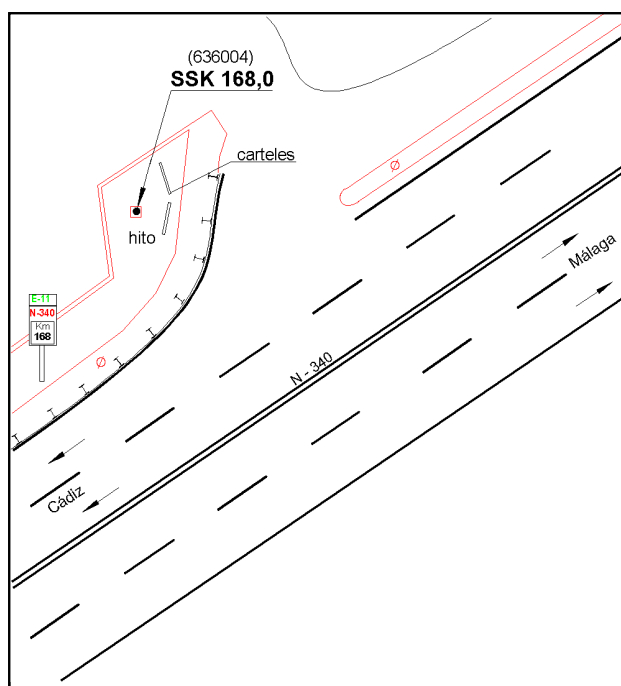 (636004)
SSK 168,0
carteles
hito
Málaga
E-11
N-340
Km
168
N - 340
Cádiz